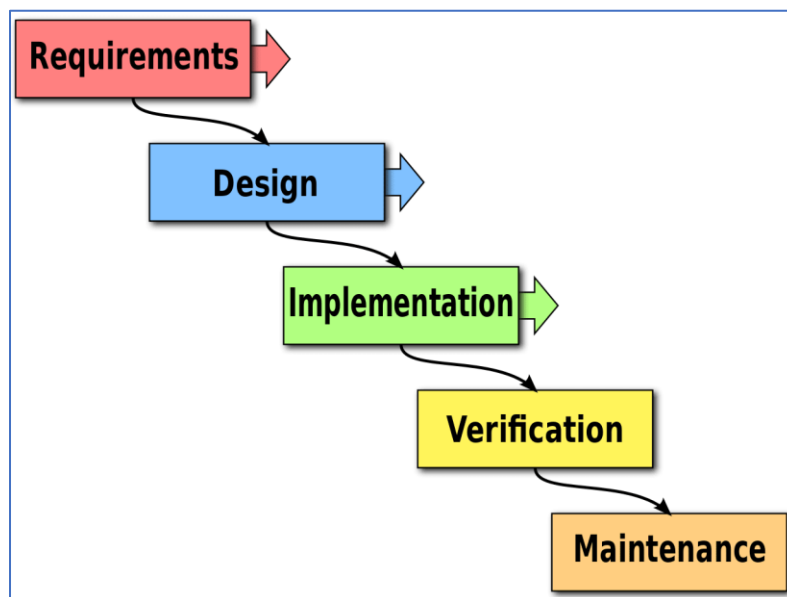 Requirements
Design
Implementation
Verification
Maintenance